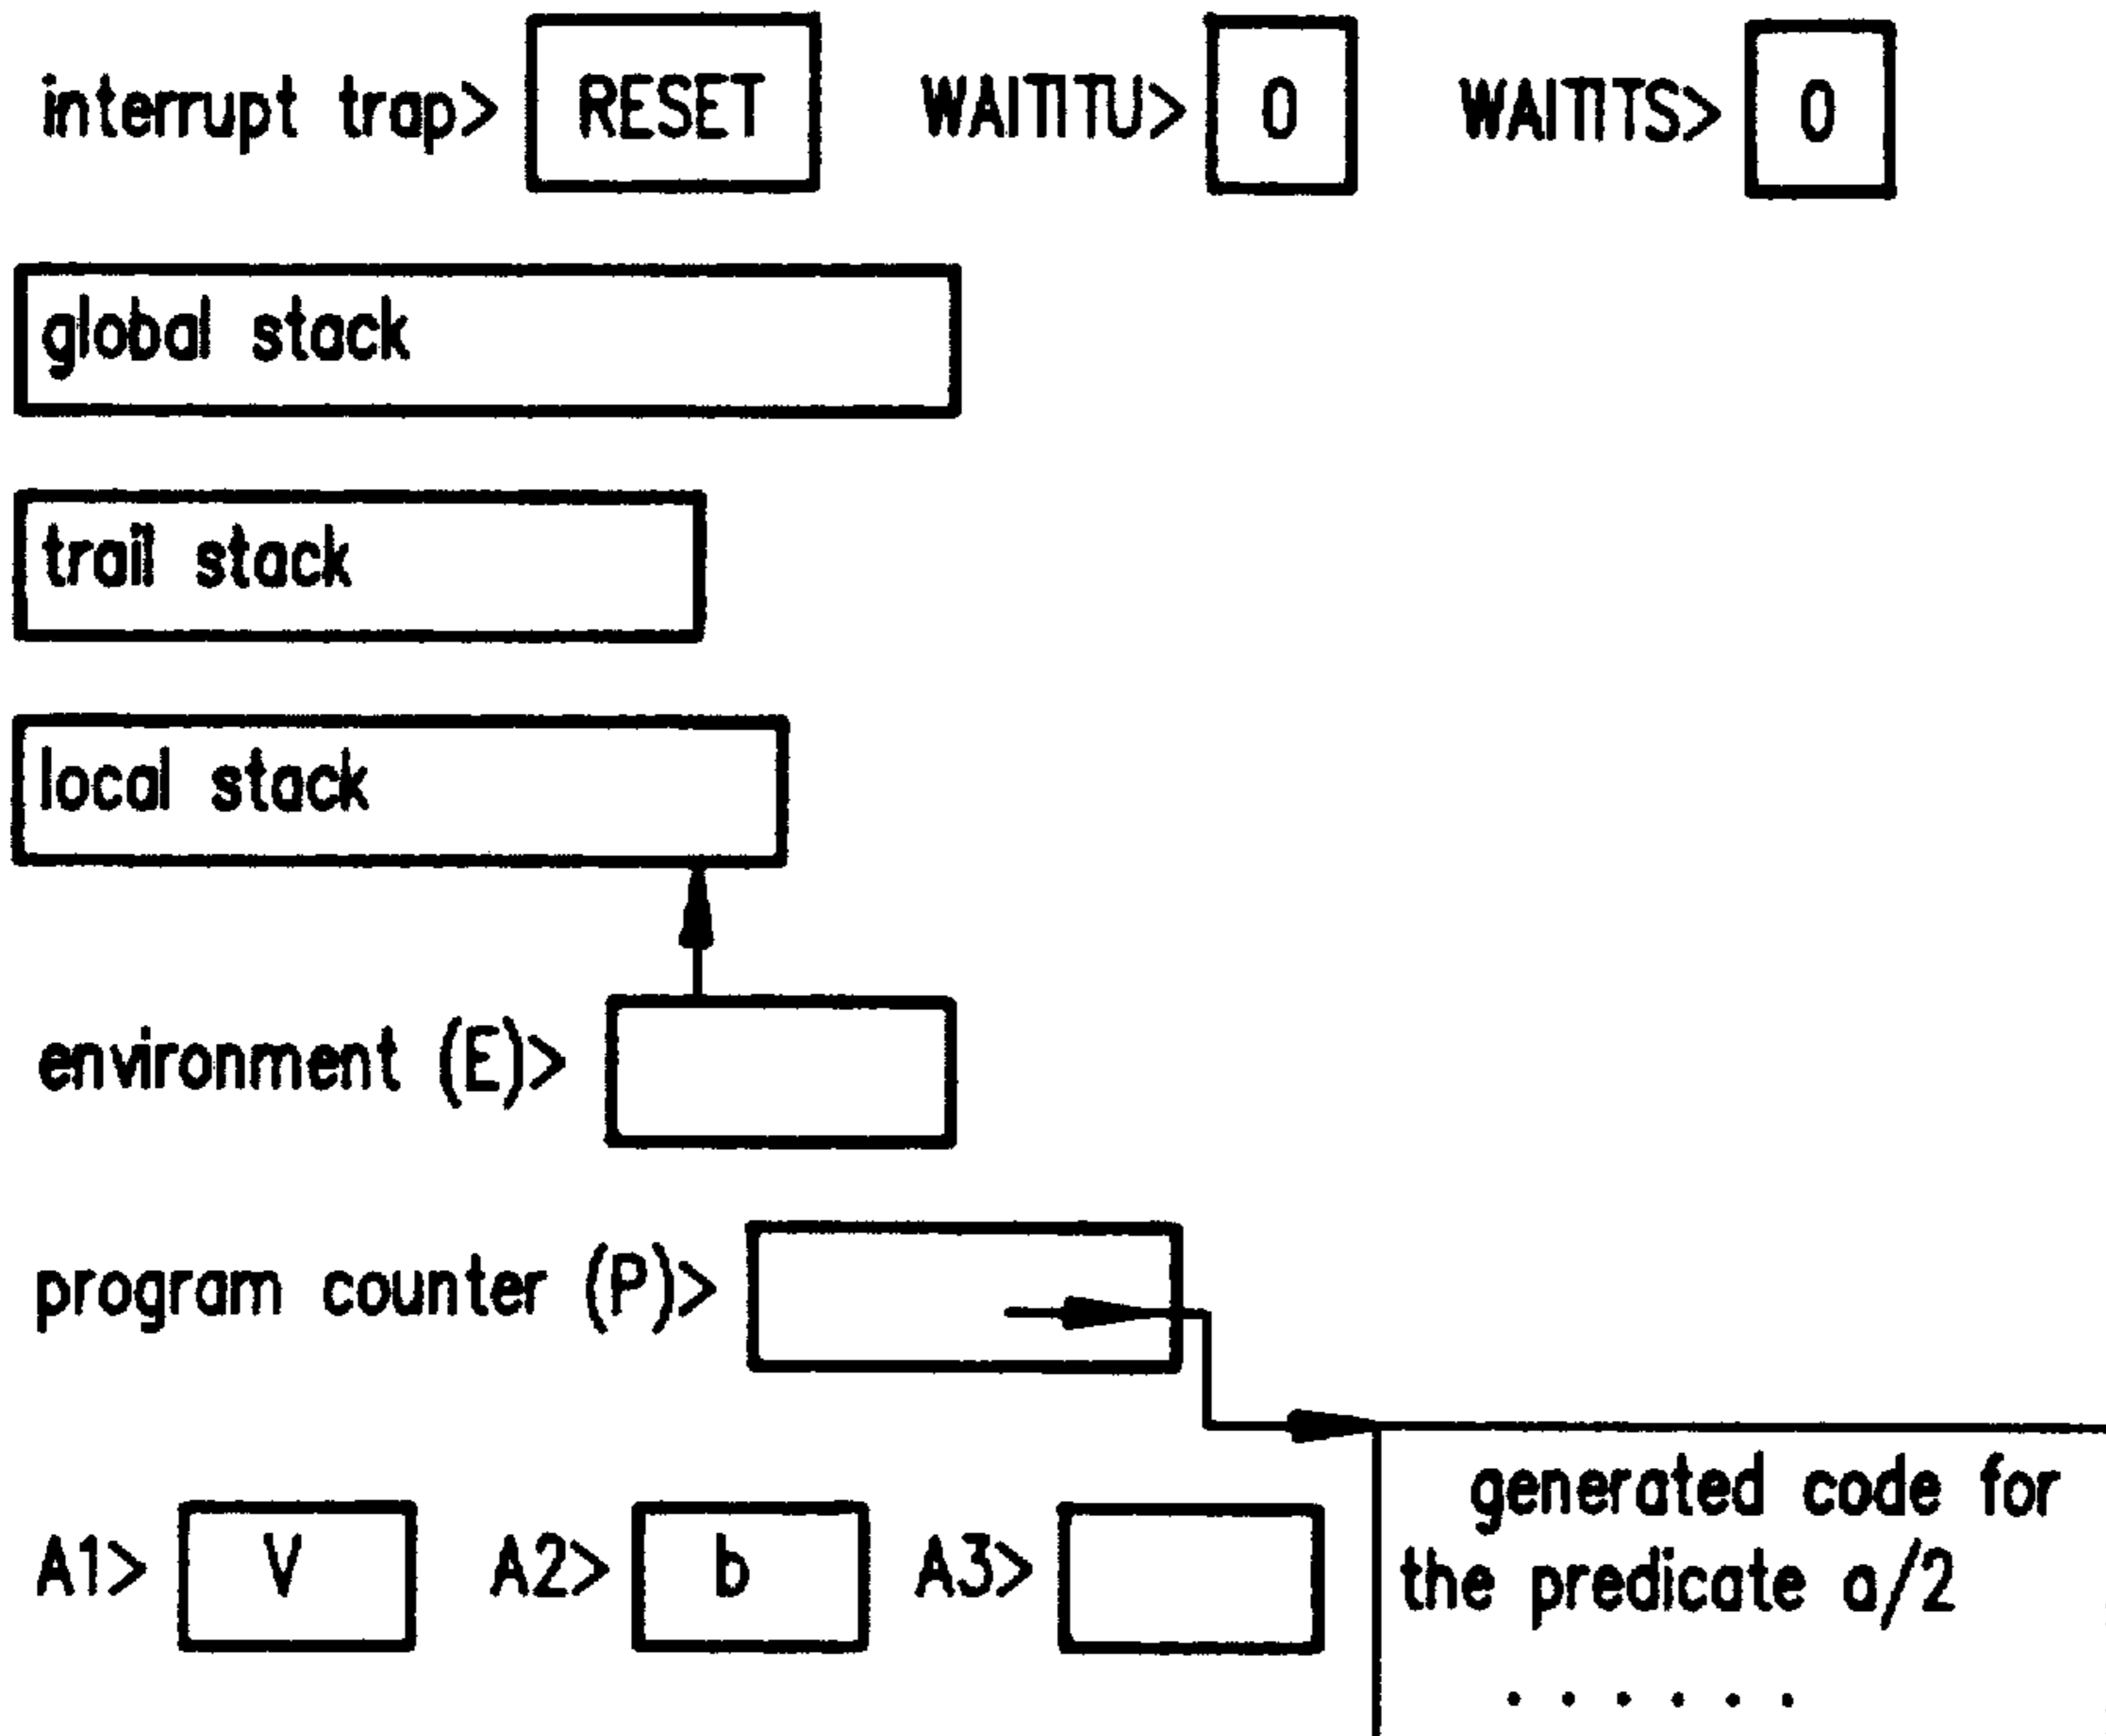 interrupt trap> RESET WAITITU> 0 WAITITS> 0
global stack
trail stack
local stack
environment (E)>
program counter (P)>
generated code for
A1> V A2> b A3> the predicate a/2
. . . . . .